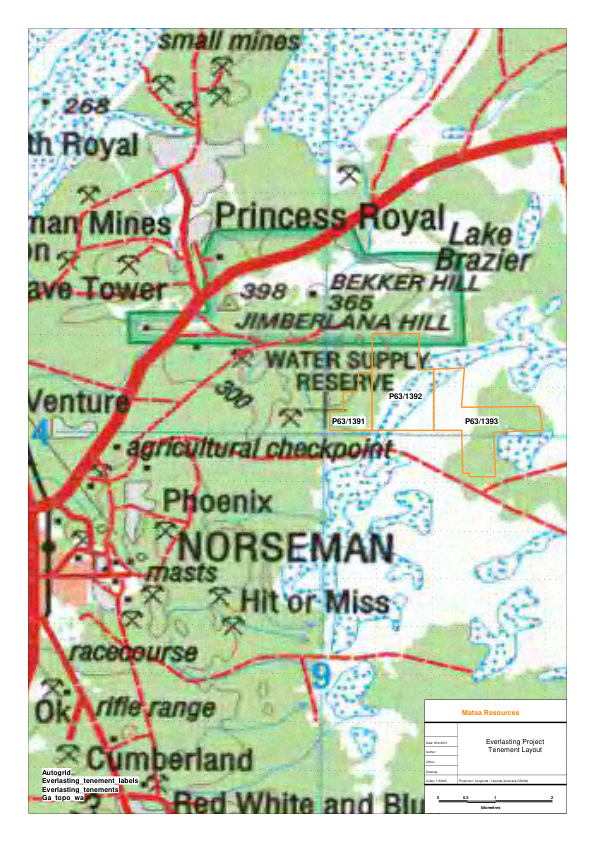 small mines
268
th Royal
man Mines
Princess Royal
on
Lake
Brazier
ave Tower
398
BEKKER HILL
365
JIMBERLANA HILL
WATER SUPPLY
RESERVE
300
P63/1392
Venture
P63/1391
P63/1393
4
agricultural checkpoint
Phoenix
NORSEMAN
masts
Hit or Miss
racecourse
9
Ok
rifle range
Cumberland
Red White and Blu
Autogrid
Everlasting_tenement_labels
Everlasting_tenements
Ga_topo_wa
Matsa Resources
Everlasting Project
Tenement Layout
Author:
Office:
Drawing:
0 0.5 1 2
kilometres